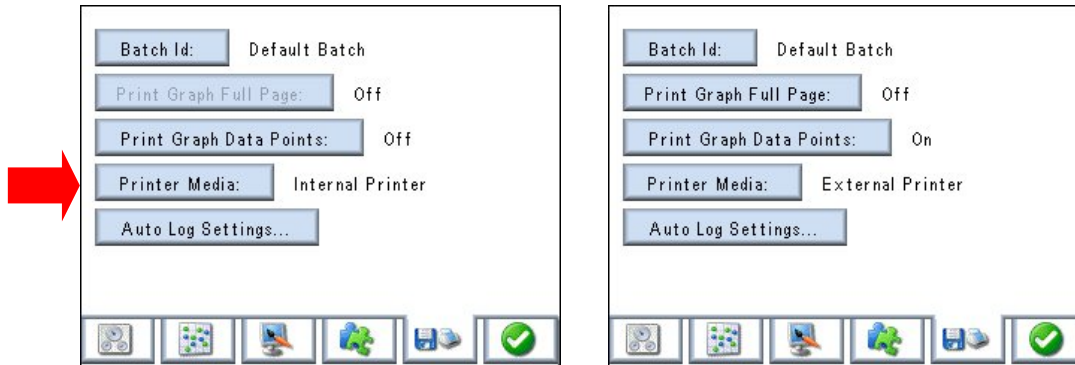 Batch Id: Default Batch
Print Graph Full Page: Off
Print Graph Data Points: Off
Printer Media: Internal Printer
Auto Log Settings...
Batch Id: Default Batch
Print Graph Full Page: Off
Print Graph Data Points: On
Printer Media: External Printer
Auto Log Settings...